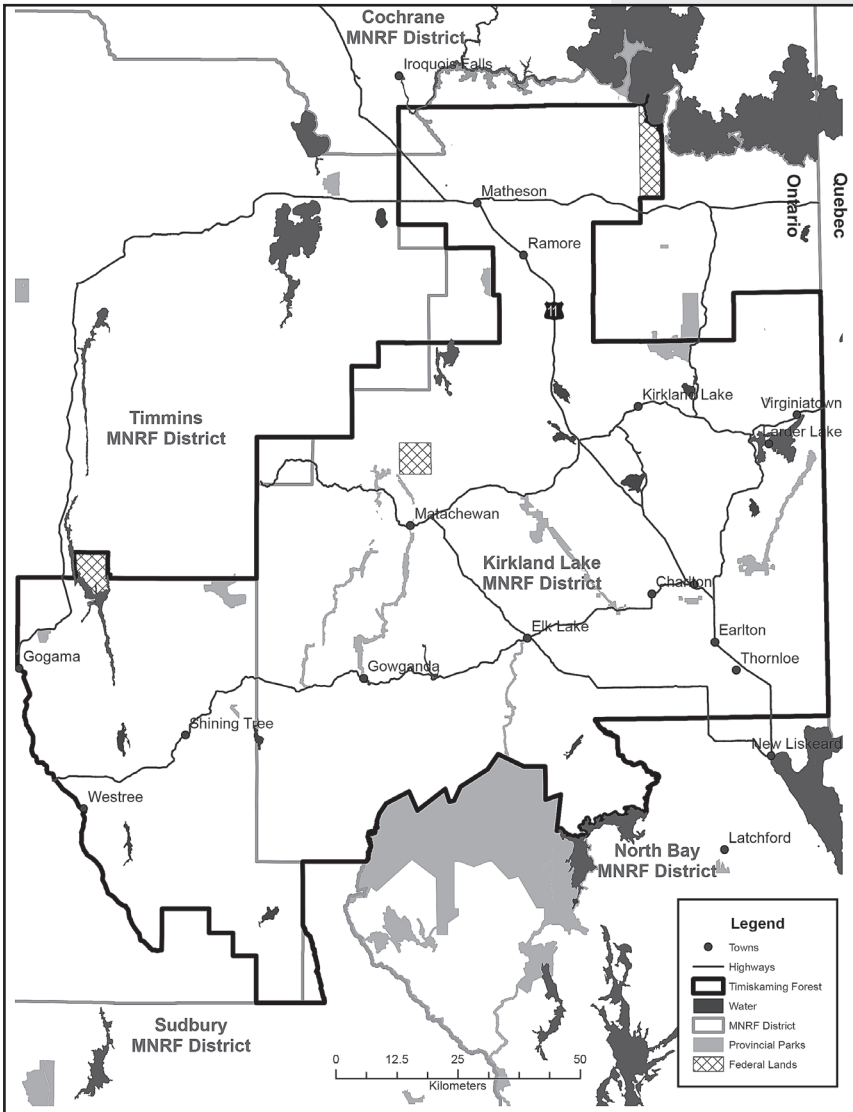 Cochrane
MNRF District
Iroquois Falls
Matheson
Ontario
Quebec
Ramore
11
Timmins
MNRF District
Kirkland Lake
Virginiatown
Larder Lake
Matachewan
Kirkland Lake
MNRF District
Charlton
Elk Lake
Earlton
Thornloe
Gogama
Gowganda
Shining Tree
New Liskeard
Westree
Latchford
North Bay
MNRF District
Sudbury
MNRF District
0 12.5 25 50
Kilometers
Legend
Towns
Highways
Timiskaming Forest
Water
MNRF District
Provincial Parks
Federal Lands